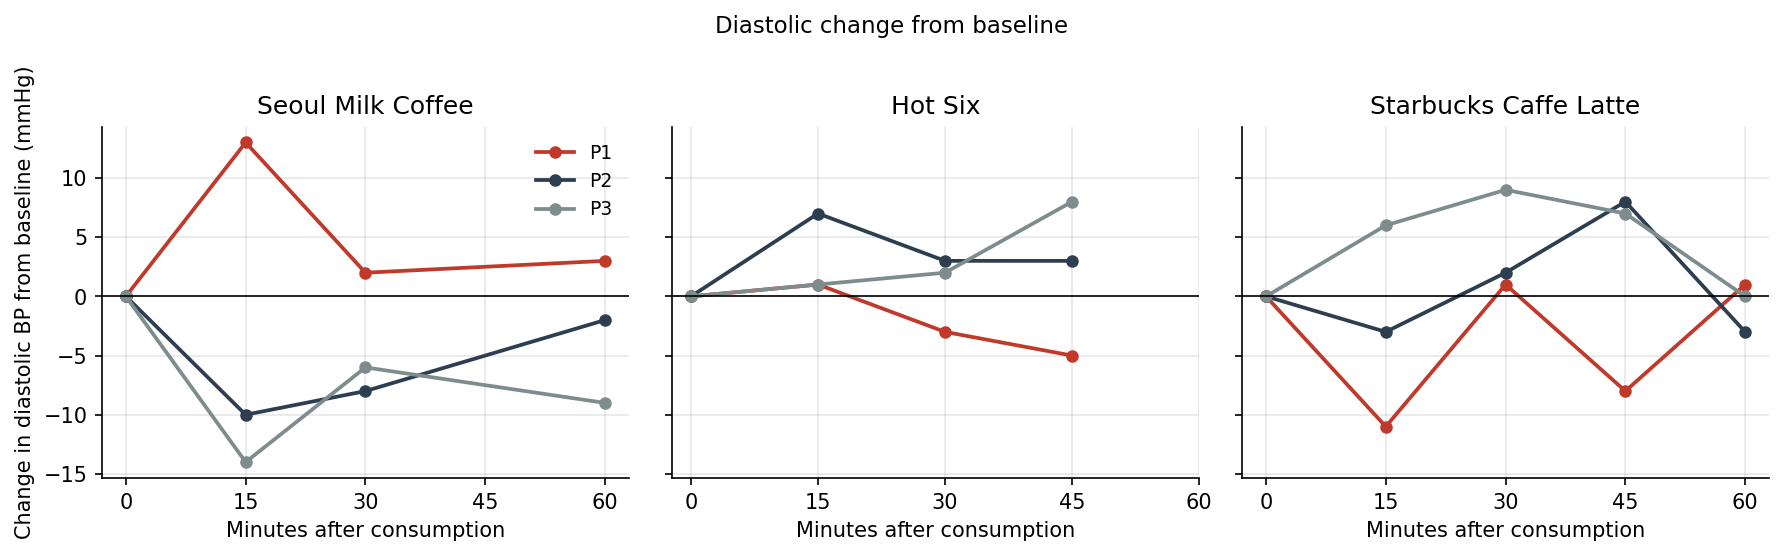 Diastolic change from baseline
Change in diastolic BP from baseline (mmHg)
Seoul Milk Coffee
P1
P2
P3
10
5
0
−5
−10
−15
0 15 30 45 60
Minutes after consumption
Hot Six
0 15 30 45 60
Minutes after consumption
Starbucks Caffe Latte
0 15 30 45 60
Minutes after consumption